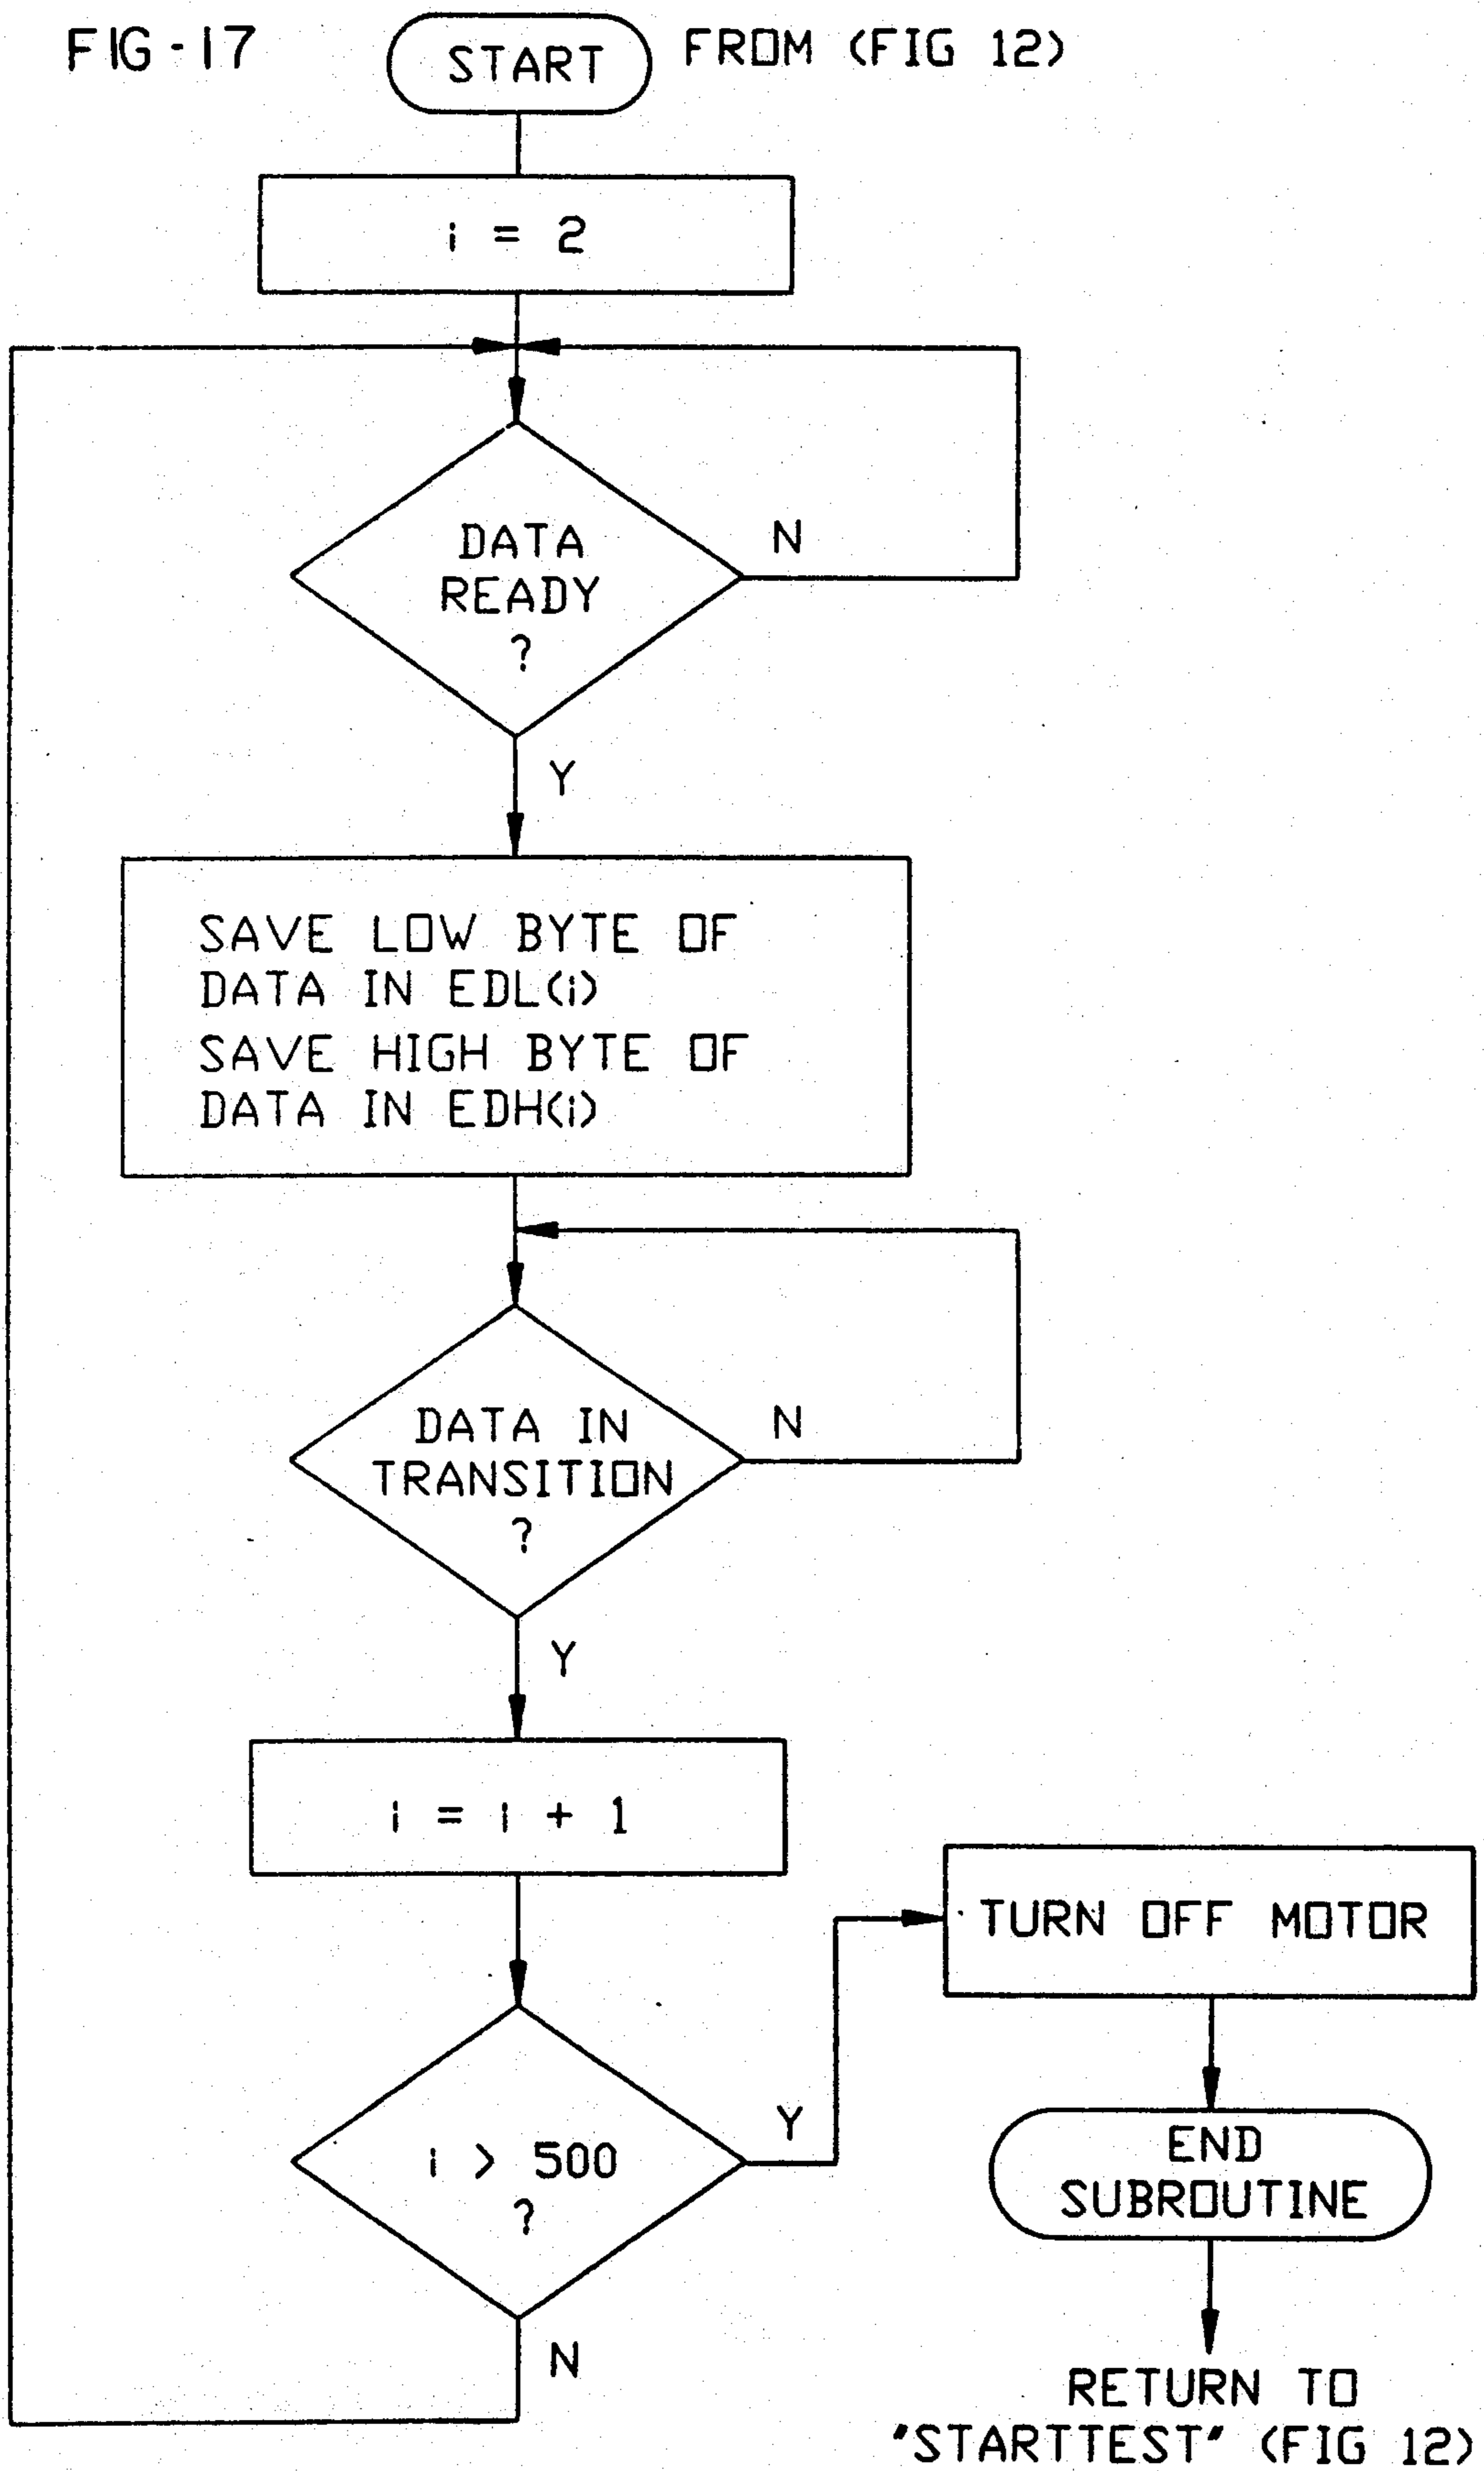 FIG-17
START
FROM (FIG 12)
i = 2
DATA
READY
?
N
Y
SAVE LOW BYTE OF
DATA IN EDL(i)
SAVE HIGH BYTE OF
DATA IN EDH(i)
DATA IN
TRANSITION
?
N
Y
i = i + 1
i > 500
?
Y
N
TURN OFF MOTOR
END
SUBROUTINE
RETURN TO
"STARTTEST" (FIG 12)